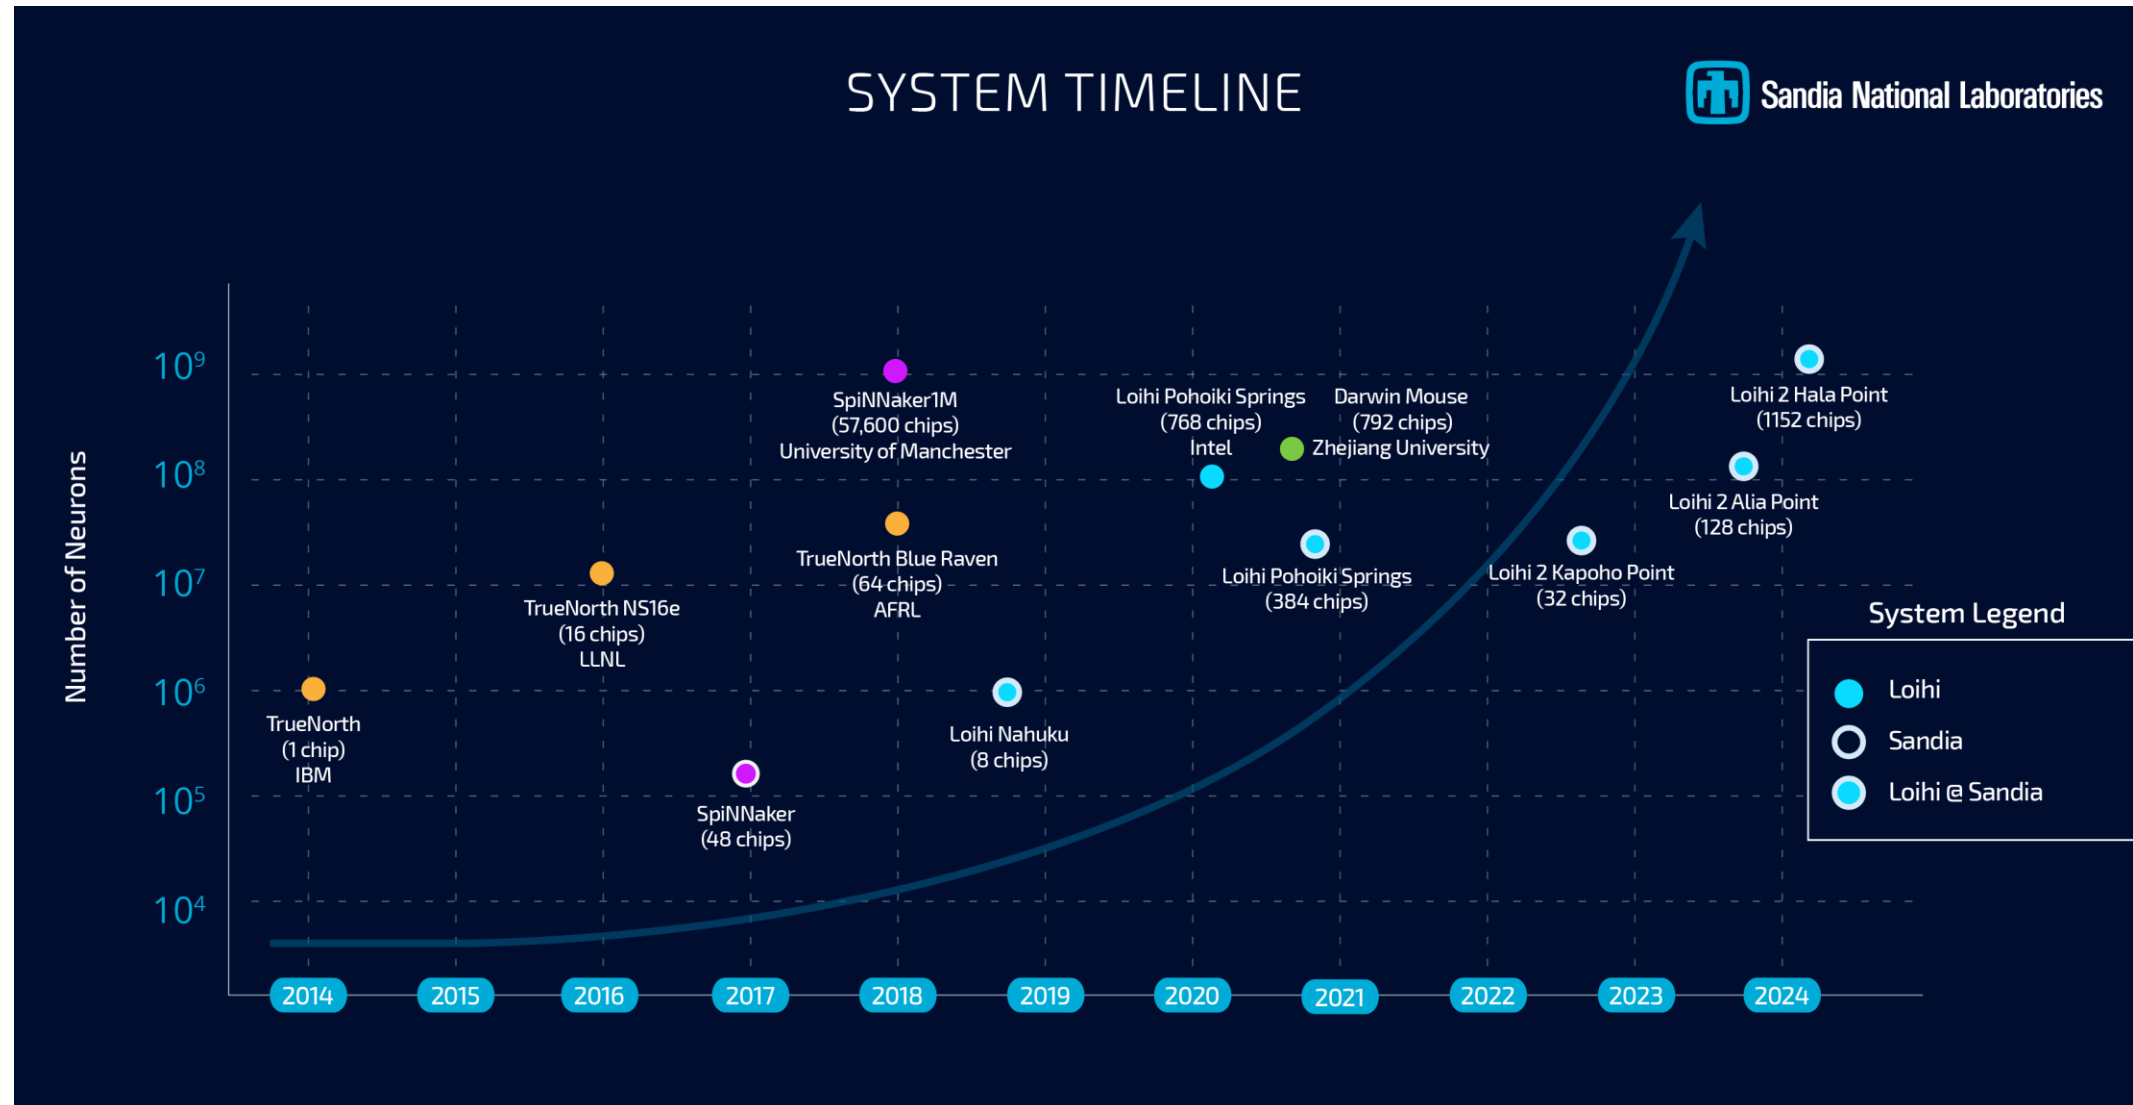 SYSTEM TIMELINE
Sandia National Laboratories
Number of Neurons
10⁹
10⁸
10⁷
10⁶
10⁵
10⁴
TrueNorth
(1 chip)
IBM
TrueNorth NS16e
(16 chips)
LLNL
SpiNNaker
(48 chips)
SpiNNaker1M
(57,600 chips)
University of Manchester
TrueNorth Blue Raven
(64 chips)
AFRL
Loihi Nahuku
(8 chips)
Loihi Pohoiki Springs
(768 chips)
Intel
Darwin Mouse
(792 chips)
Zhejiang University
Loihi Pohoiki Springs
(384 chips)
Loihi 2 Kapoho Point
(32 chips)
Loihi 2 Alia Point
(128 chips)
Loihi 2 Hala Point
(1152 chips)
System Legend
Loihi
Sandia
Loihi @ Sandia
2014
2015
2016
2017
2018
2019
2020
2021
2022
2023
2024